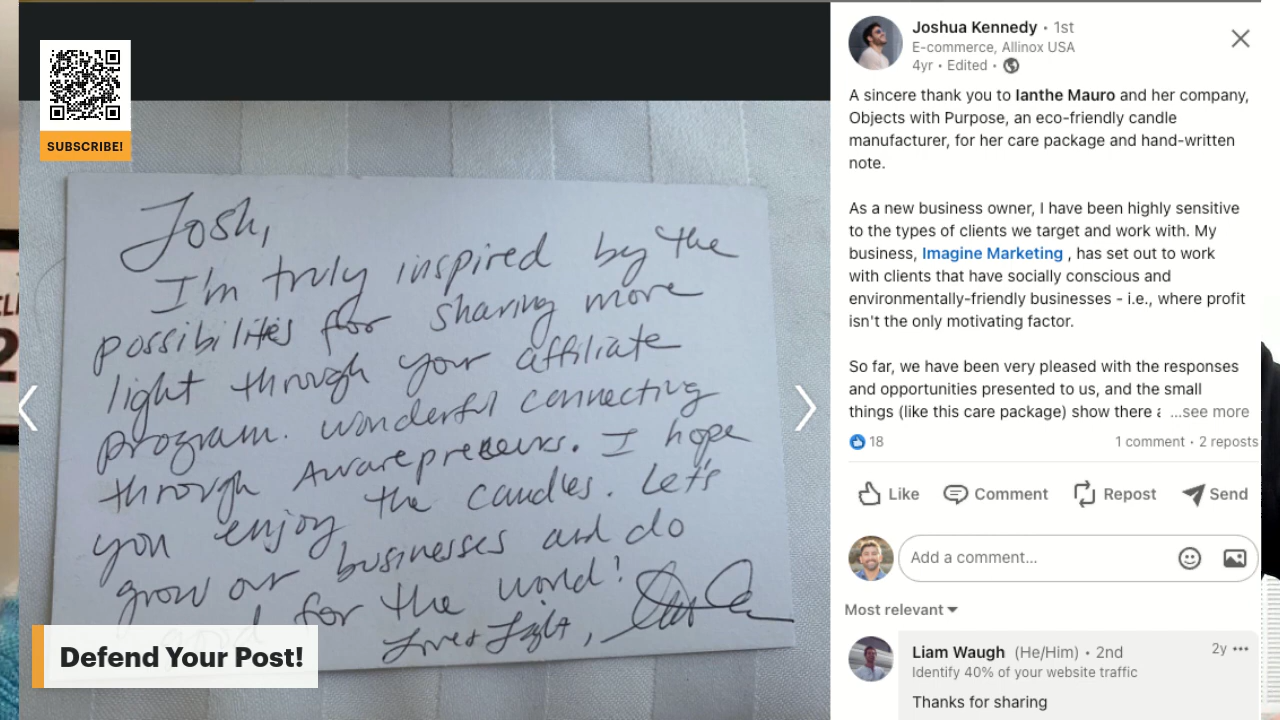 SUBSCRIBE!
Josh,
I'm truly inspired by the
possibilities for sharing more
light through your affiliate
program. Wonderful connecting
through Awarepreneurs. I hope
you enjoy the candles. Let's
grow our businesses and do
good for the world!
Love & Light,
Defend Your Post!
Joshua Kennedy • 1st
E-commerce, Allinox USA
4yr • Edited •
A sincere thank you to Ianthe Mauro and her company,
Objects with Purpose, an eco-friendly candle
manufacturer, for her care package and hand-written
note.
As a new business owner, I have been highly sensitive
to the types of clients we target and work with. My
business, Imagine Marketing , has set out to work
with clients that have socially conscious and
environmentally-friendly businesses - i.e., where profit
isn't the only motivating factor.
So far, we have been very pleased with the responses
and opportunities presented to us, and the small
things (like this care package) show there a ...see more
18
1 comment • 2 reposts
Like
Comment
Repost
Send
Add a comment...
Most relevant
Liam Waugh (He/Him) • 2nd
2y
Identify 40% of your website traffic
Thanks for sharing